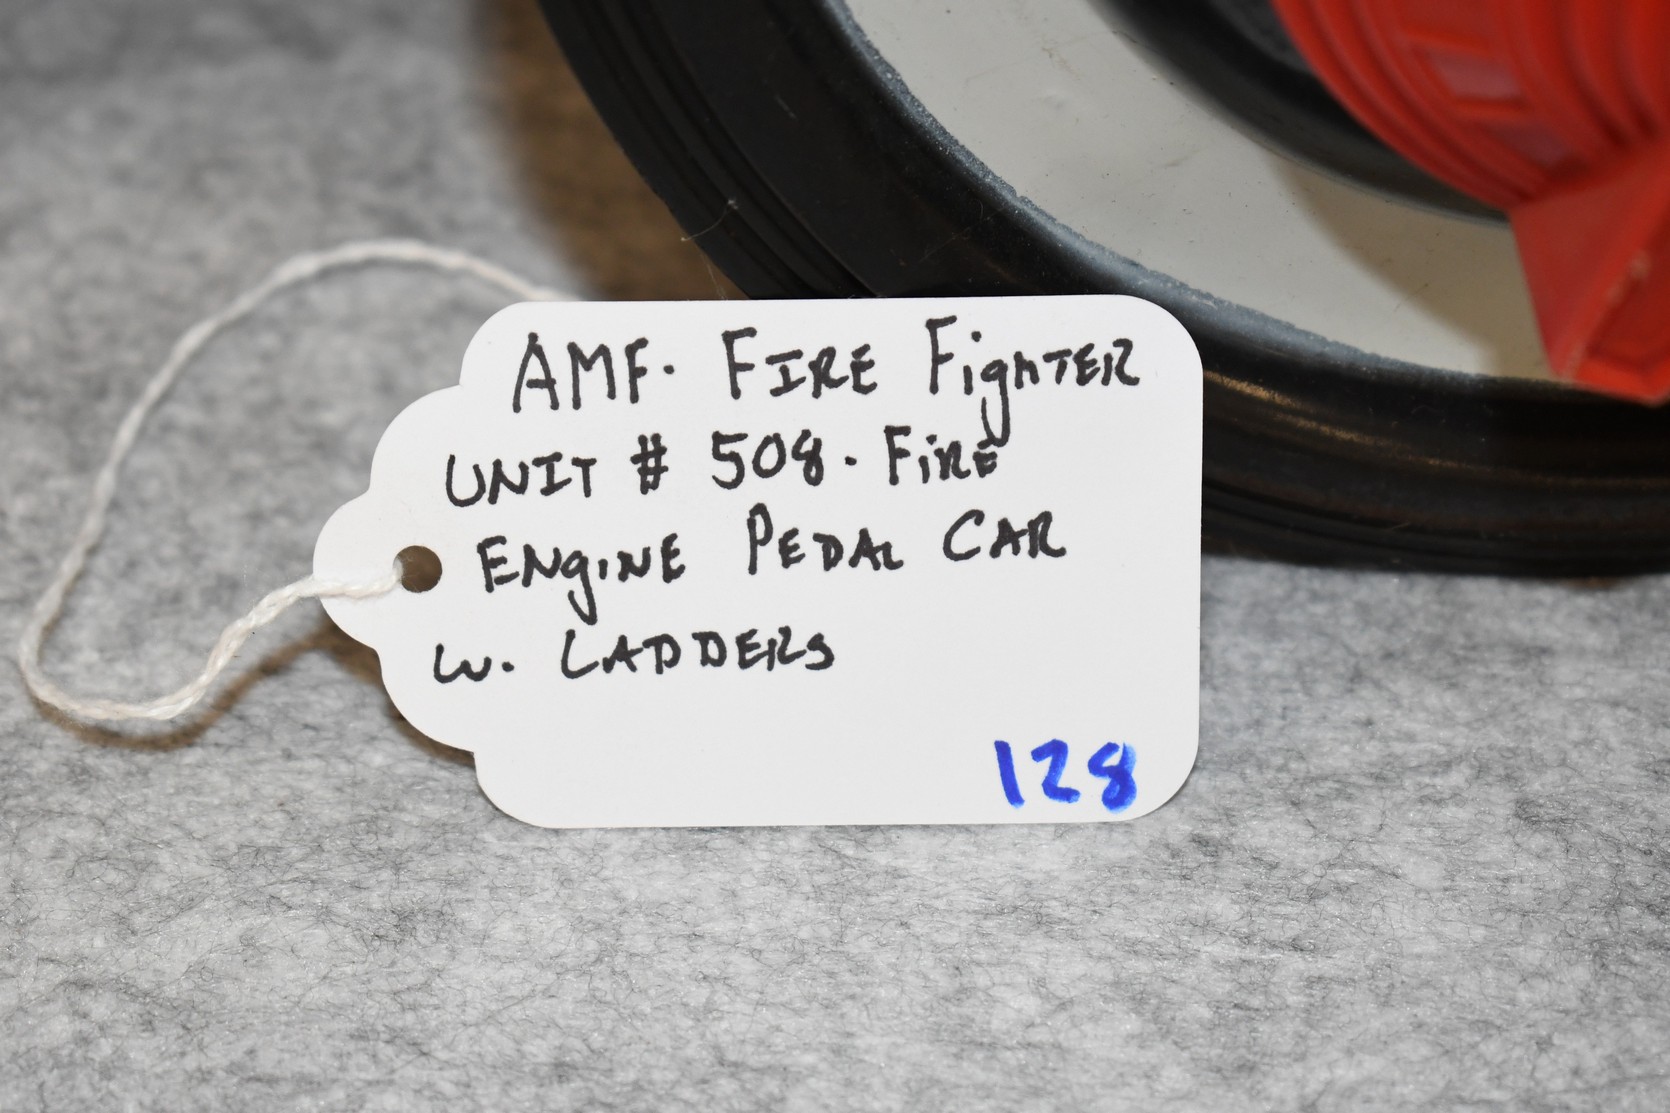 AMF. FIRE FighTER
UNIT # 508. FiRE
ENgiNE PEDAL CAR
W. LADDERS
128